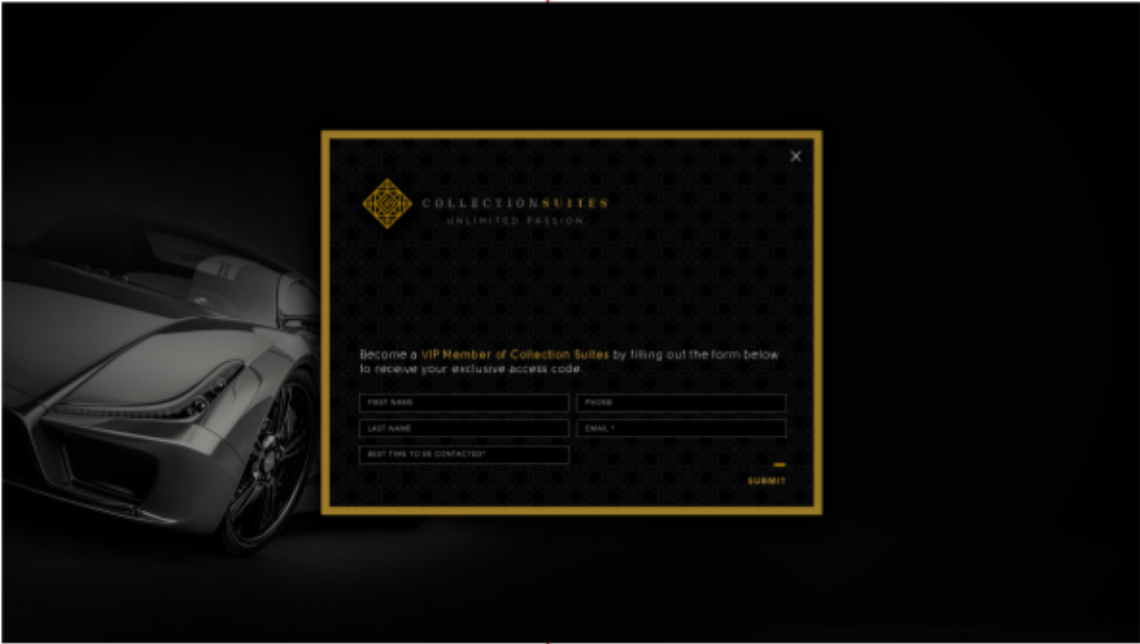 COLLECTIONSUITES
UNLIMITED PASSION
Become a VIP Member of Collection Suites by filling out the form below
to receive your exclusive access code
FIRST NAME
PHONE
LAST NAME
EMAIL *
BEST TIME TO BE CONTACTED*
SUBMIT